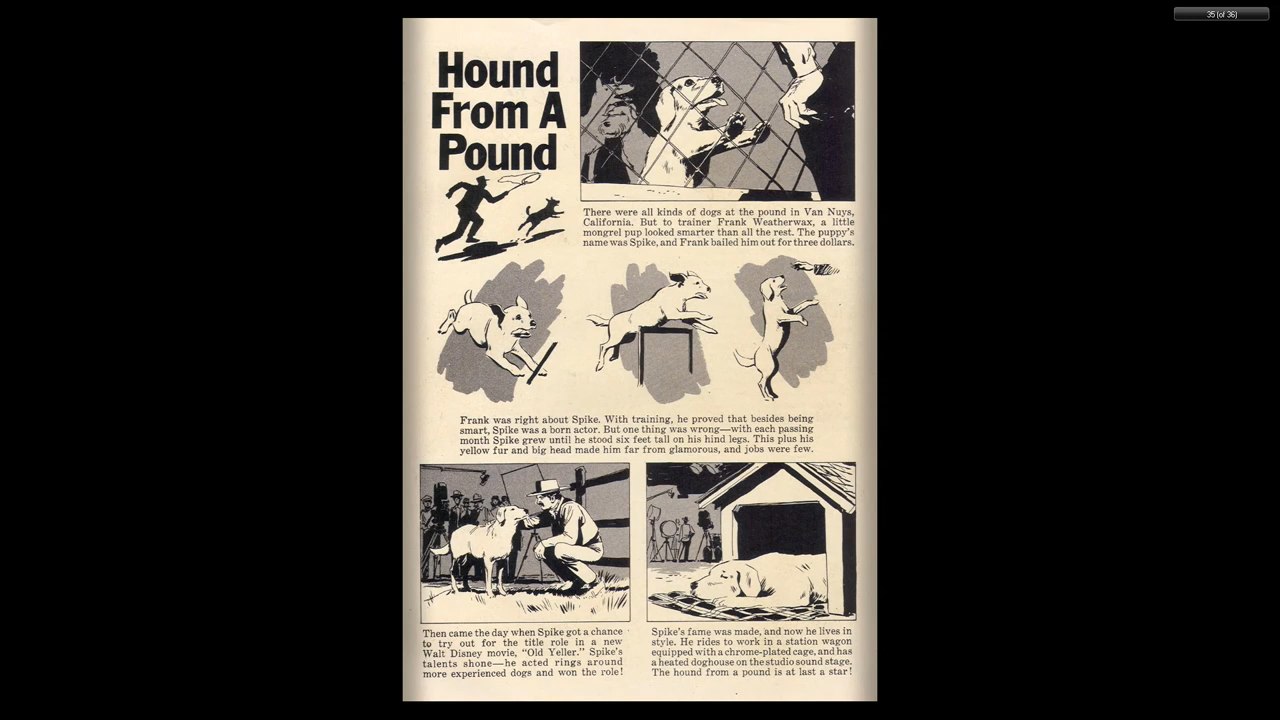 35 (of 36)
Hound
From A
Pound
There were all kinds of dogs at the pound in Van Nuys,
California. But to trainer Frank Weatherwax, a little
mongrel pup looked smarter than all the rest. The puppy's
name was Spike, and Frank bailed him out for three dollars.
Frank was right about Spike. With training, he proved that besides being
smart, Spike was a born actor. But one thing was wrong—with each passing
month Spike grew until he stood six feet tall on his hind legs. This plus his
yellow fur and big head made him far from glamorous, and jobs were few.
Then came the day when Spike got a chance
to try out for the title role in a new
Walt Disney movie, "Old Yeller." Spike's
talents shone—he acted rings around
more experienced dogs and won the role!
Spike's fame was made, and now he lives in
style. He rides to work in a station wagon
equipped with a chrome-plated cage, and has
a heated doghouse on the studio sound stage.
The hound from a pound is at last a star!